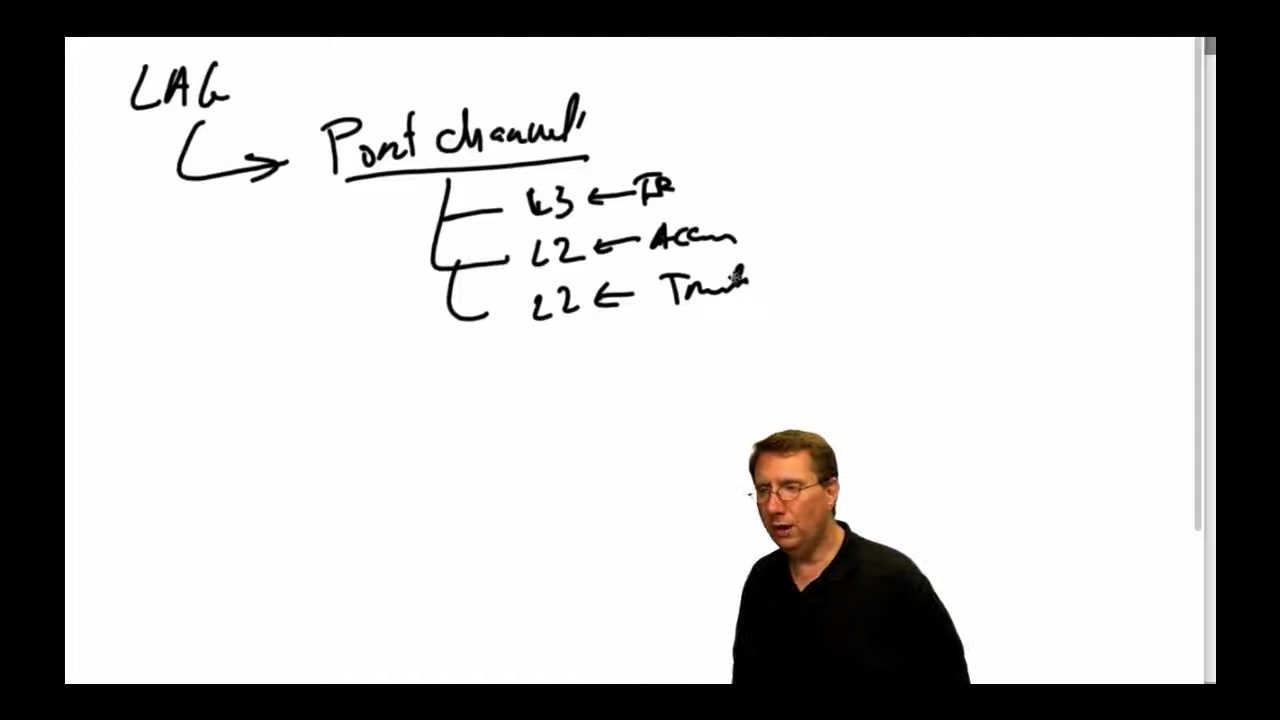 LAG
Port channel
L3 ← IP
L2 ← Access
L2 ← Trunk